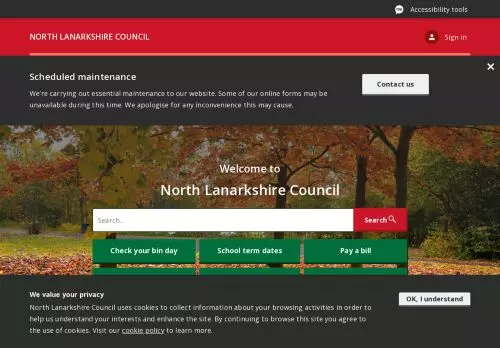 Accessibility tools
NORTH LANARKSHIRE COUNCIL
Sign in
Scheduled maintenance
We're carrying out essential maintenance to our website. Some of our online forms may be
unavailable during this time. We apologise for any inconvenience this may cause.
Contact us
Welcome to
North Lanarkshire Council
Search...
Search
Check your bin day
School term dates
Pay a bill
We value your privacy
North Lanarkshire Council uses cookies to collect information about your browsing activities in order to
help us understand your interests and enhance the site. By continuing to browse this site you agree to
the use of cookies. Visit our cookie policy to learn more.
OK, I understand